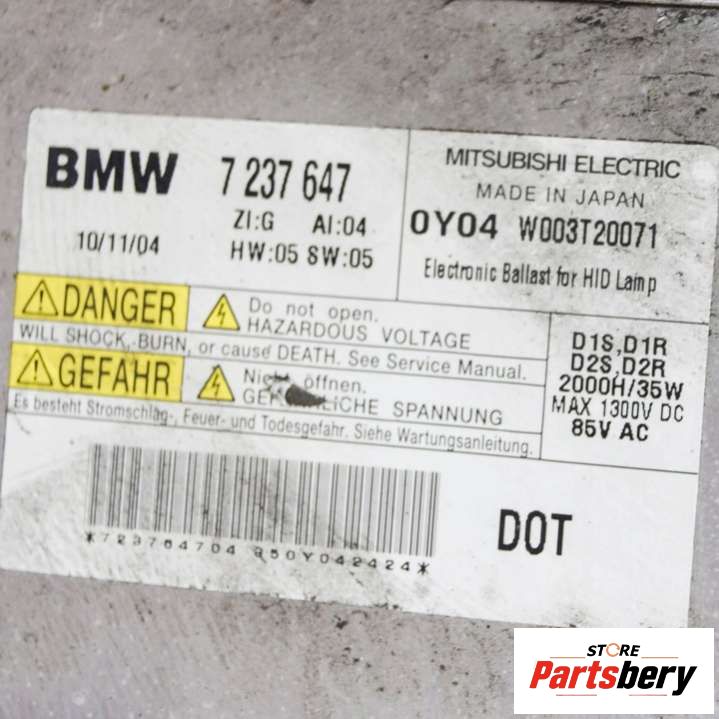 BMW 7 237 647
ZI:G AI:04
10/11/04 HW:05 SW:05
MITSUBISHI ELECTRIC
MADE IN JAPAN
0Y04 W003T20071
Electronic Ballast for HID Lamp
DANGER Do not open.
HAZARDOUS VOLTAGE
WILL SHOCK, BURN, or cause DEATH. See Service Manual.
GEFAHR öffnen.
SPANNUNG
Es besteht Stromschlag-, Feuer- und Todesgefahr. Siehe Wartungsanleitung.
D1S,D1R
D2S,D2R
2000H/35W
MAX 1300V DC
85V AC
*723764704 950Y042424*
DOT
STORE
Partsbery